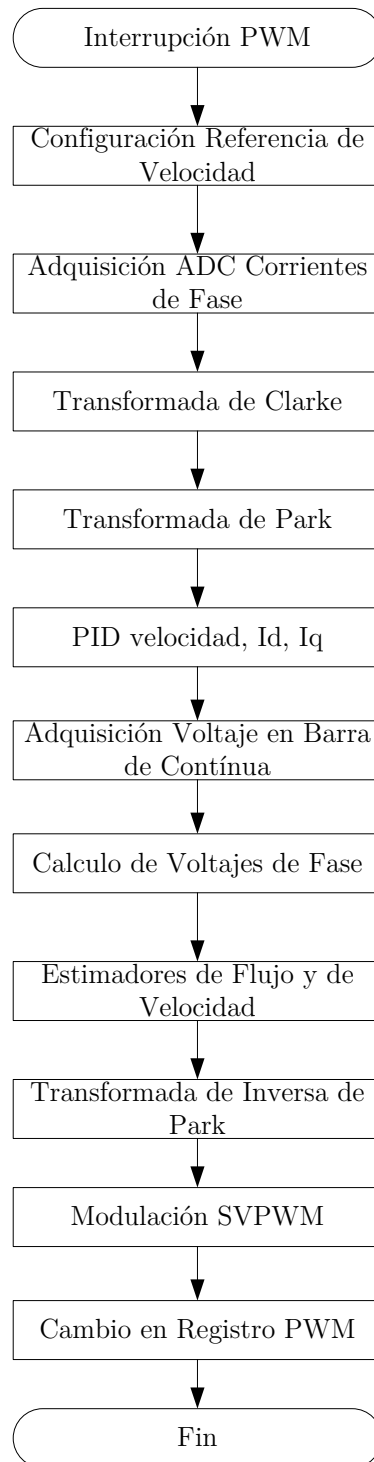 Interrupción PWM
Configuración Referencia de
Velocidad
Adquisición ADC Corrientes
de Fase
Transformada de Clarke
Transformada de Park
PID velocidad, Id, Iq
Adquisición Voltaje en Barra
de Contínua
Calculo de Voltajes de Fase
Estimadores de Flujo y de
Velocidad
Transformada de Inversa de
Park
Modulación SVPWM
Cambio en Registro PWM
Fin